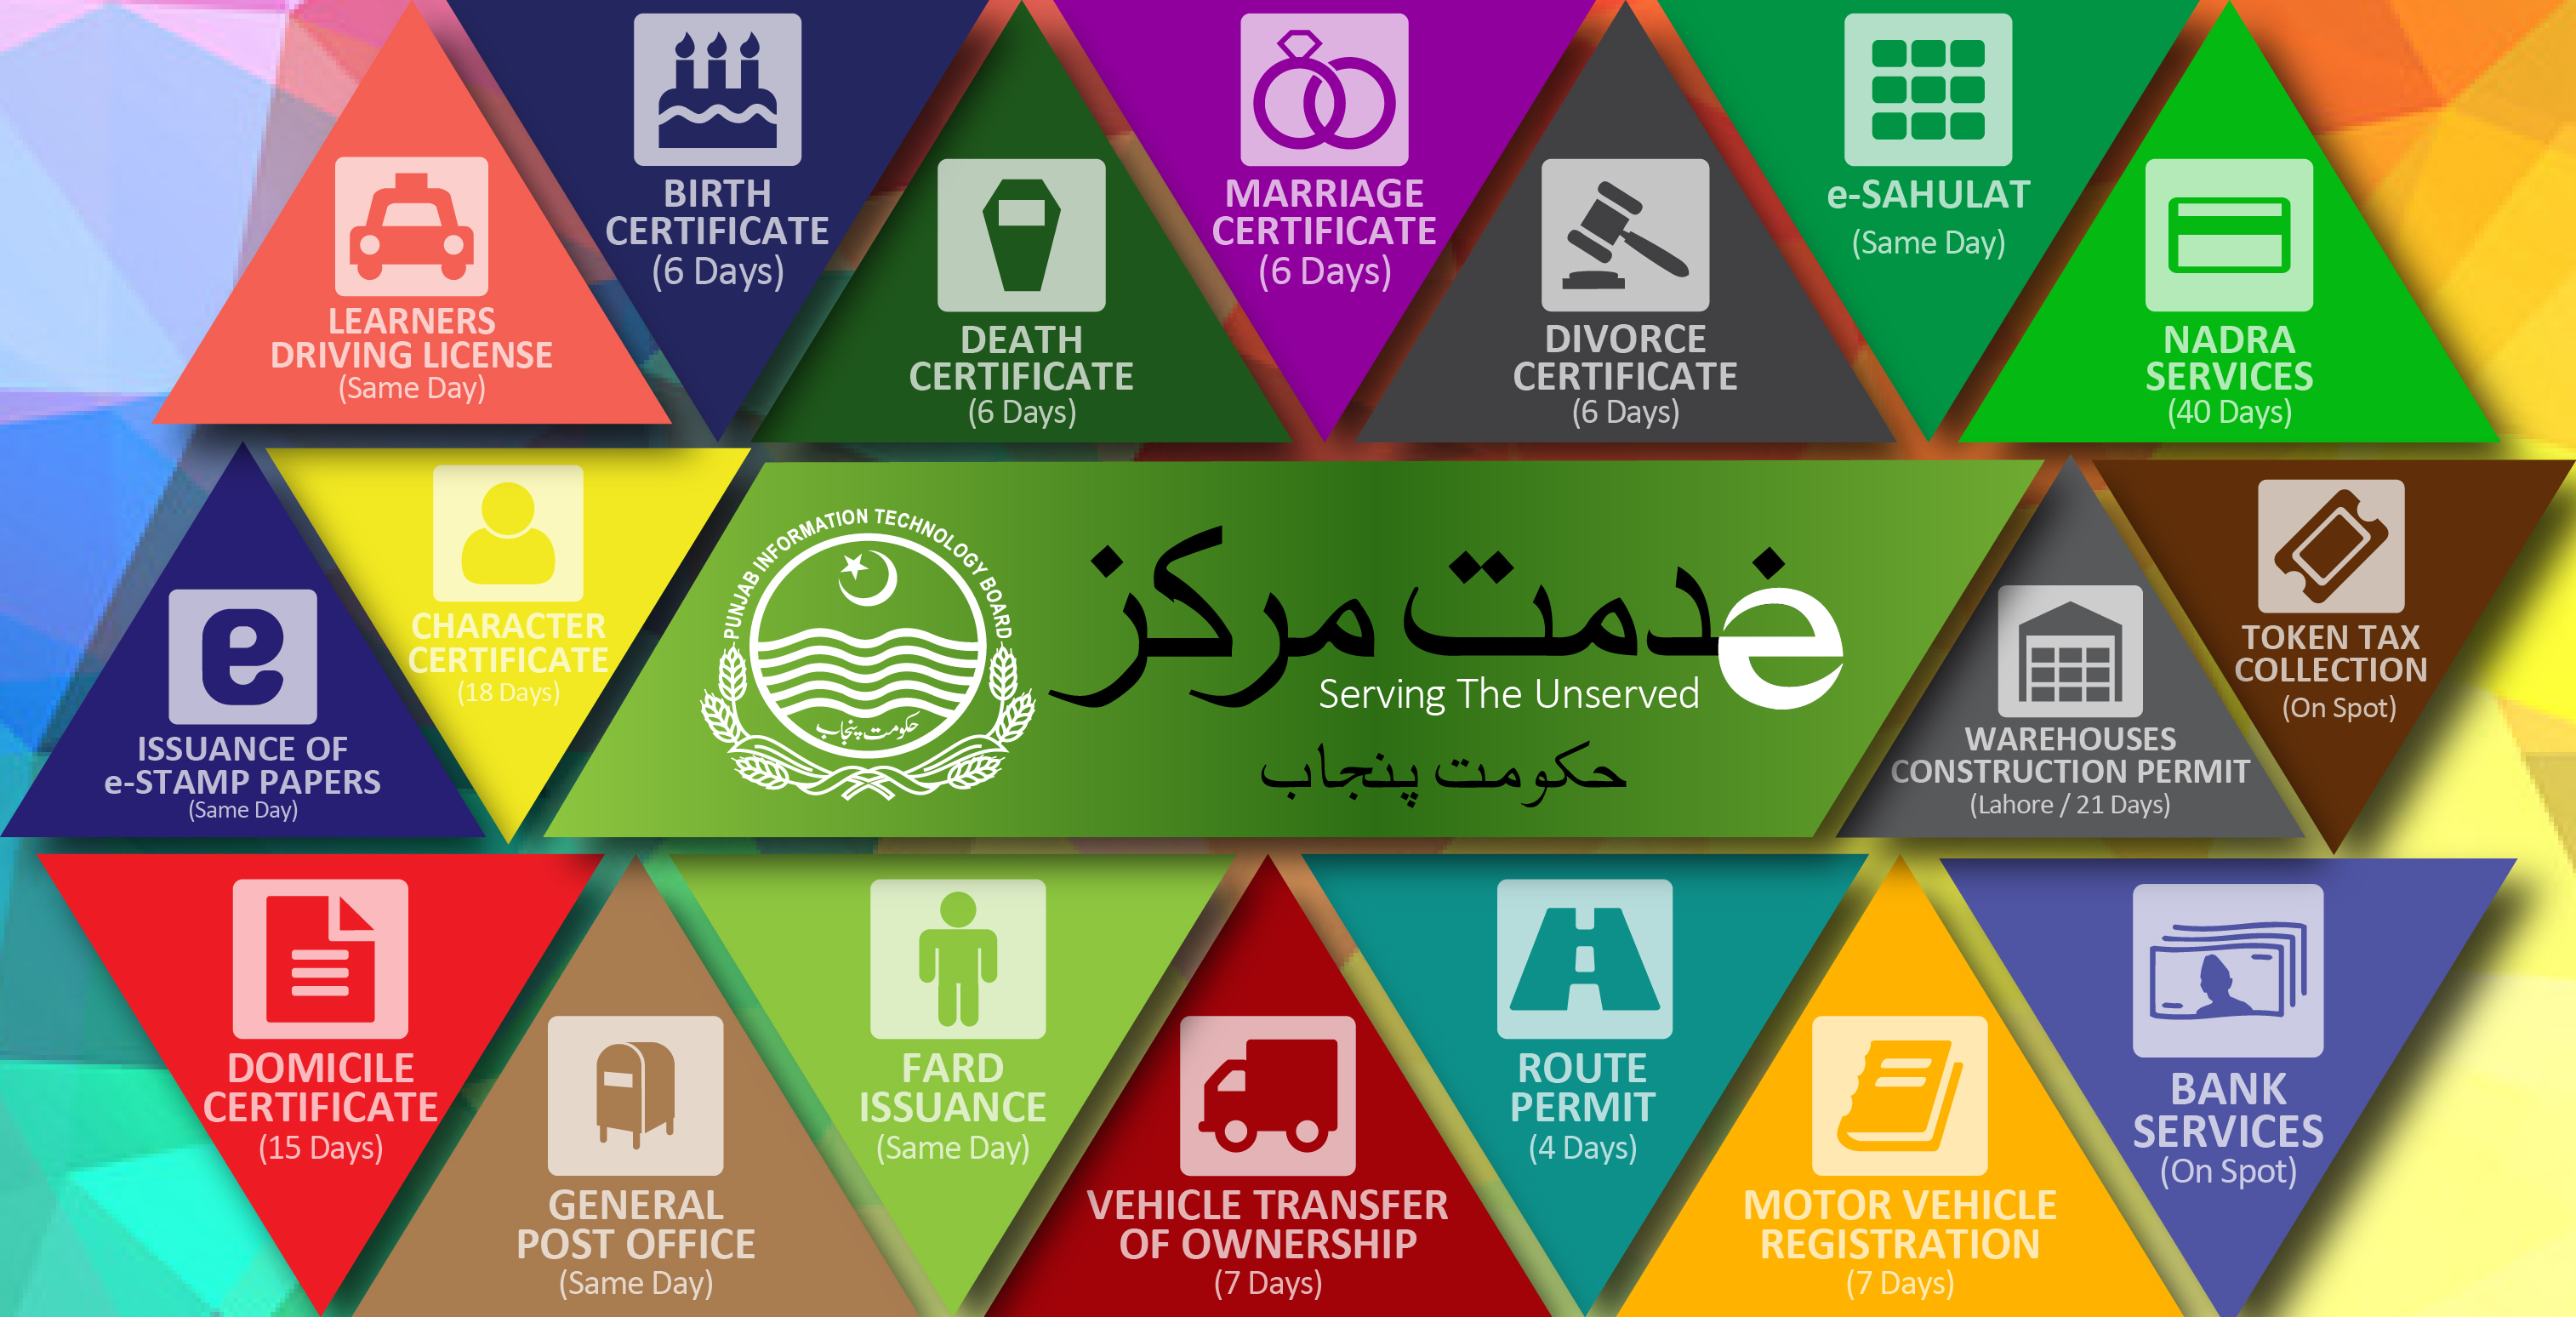 LEARNERS
DRIVING LICENSE
(Same Day)
BIRTH
CERTIFICATE
(6 Days)
DEATH
CERTIFICATE
(6 Days)
MARRIAGE
CERTIFICATE
(6 Days)
DIVORCE
CERTIFICATE
(6 Days)
e-SAHULAT
(Same Day)
NADRA
SERVICES
(40 Days)
e
ISSUANCE OF
e-STAMP PAPERS
(Same Day)
CHARACTER
CERTIFICATE
(18 Days)
PUNJAB INFORMATION TECHNOLOGY BOARD
حکومت پنجاب
e خدمت مرکز
Serving The Unserved
حکومت پنجاب
WAREHOUSES
CONSTRUCTION PERMIT
(Lahore / 21 Days)
TOKEN TAX
COLLECTION
(On Spot)
DOMICILE
CERTIFICATE
(15 Days)
GENERAL
POST OFFICE
(Same Day)
FARD
ISSUANCE
(Same Day)
VEHICLE TRANSFER
OF OWNERSHIP
(7 Days)
ROUTE
PERMIT
(4 Days)
MOTOR VEHICLE
REGISTRATION
(7 Days)
BANK
SERVICES
(On Spot)